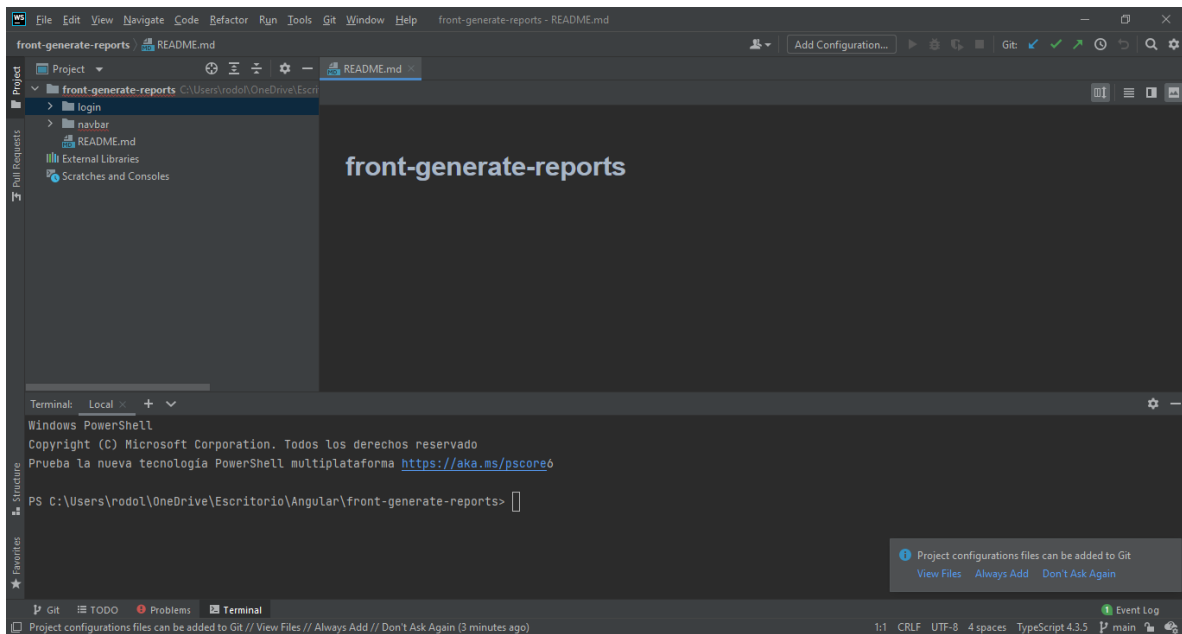 WS File Edit View Navigate Code Refactor Run Tools Git Window Help front-generate-reports - README.md
front-generate-reports README.md Add Configuration... Git:
Project
Project
README.md
front-generate-reports C:\Users\rodol\OneDrive\Escri
login
navbar
README.md
External Libraries
Scratches and Consoles
Pull Requests
front-generate-reports
Terminal: Local
Windows PowerShell
Copyright (C) Microsoft Corporation. Todos los derechos reservado
Prueba la nueva tecnología PowerShell multiplataforma https://aka.ms/pscore6
PS C:\Users\rodol\OneDrive\Escritorio\Angular\front-generate-reports>
Structure
Favorites
Project configurations files can be added to Git
View Files Always Add Don't Ask Again
Git TODO Problems Terminal 1 Event Log
Project configurations files can be added to Git // View Files // Always Add // Don't Ask Again (3 minutes ago) 1:1 CRLF UTF-8 4 spaces TypeScript 4.3.5 main